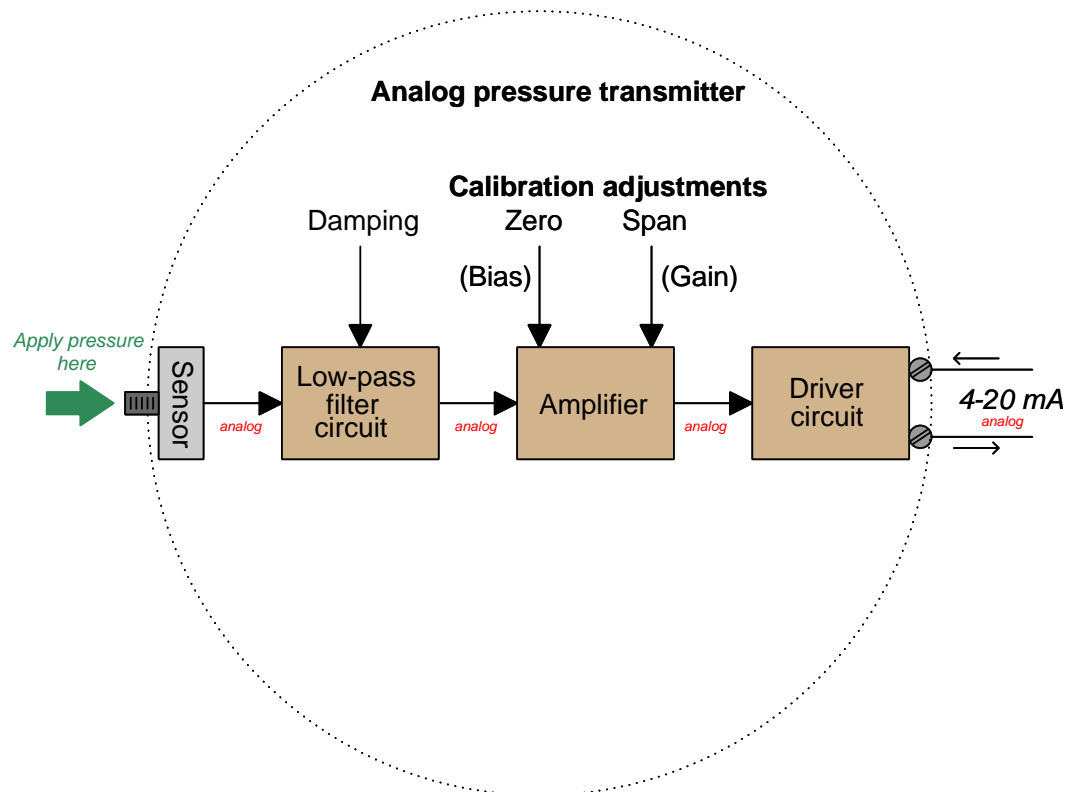 Analog pressure transmitter
Calibration adjustments
Damping
Zero
Span
(Bias)
(Gain)
Apply pressure
here
Sensor
analog
Low-pass
filter
circuit
analog
Amplifier
analog
Driver
circuit
4-20 mA
analog